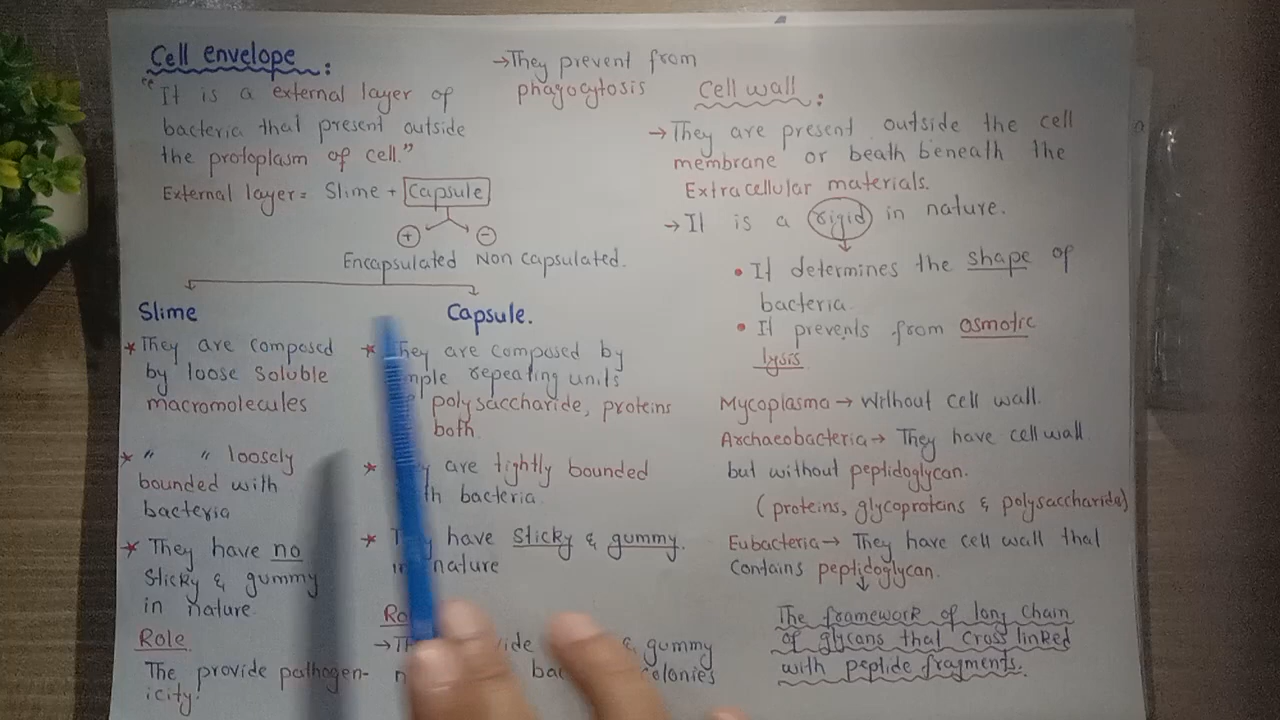 Cell envelope :
"It is a external layer of
bacteria that present outside
the protoplasm of cell."
External layer = Slime + Capsule
+ -
Encapsulated Non capsulated.
Slime
* They are composed
by loose soluble
macromolecules
* " " loosely
bounded with
bacteria
* They have no
sticky & gummy
in nature
Role
The provide pathogen-
icity.
Capsule.
* They are composed by
repeating units
polysaccharide, proteins
both.
* are tightly bounded
bacteria
* have sticky & gummy.
nature
→ & gummy
colonies
→They prevent from
phagocytosis
Cell wall :
→ They are present outside the cell
membrane or beath beneath the
Extracellular materials.
→ It is a rigid in nature.
• It determines the shape of
bacteria.
• It prevents from osmotic
lysis
Mycoplasma → Without cell wall.
Archaeobacteria → They have cell wall
but without peptidoglycan.
(proteins, glycoproteins & polysaccharide)
Eubacteria → They have cell wall that
contains peptidoglycan.
The framework of long chain
of glycans that cross linked
with peptide fragments.